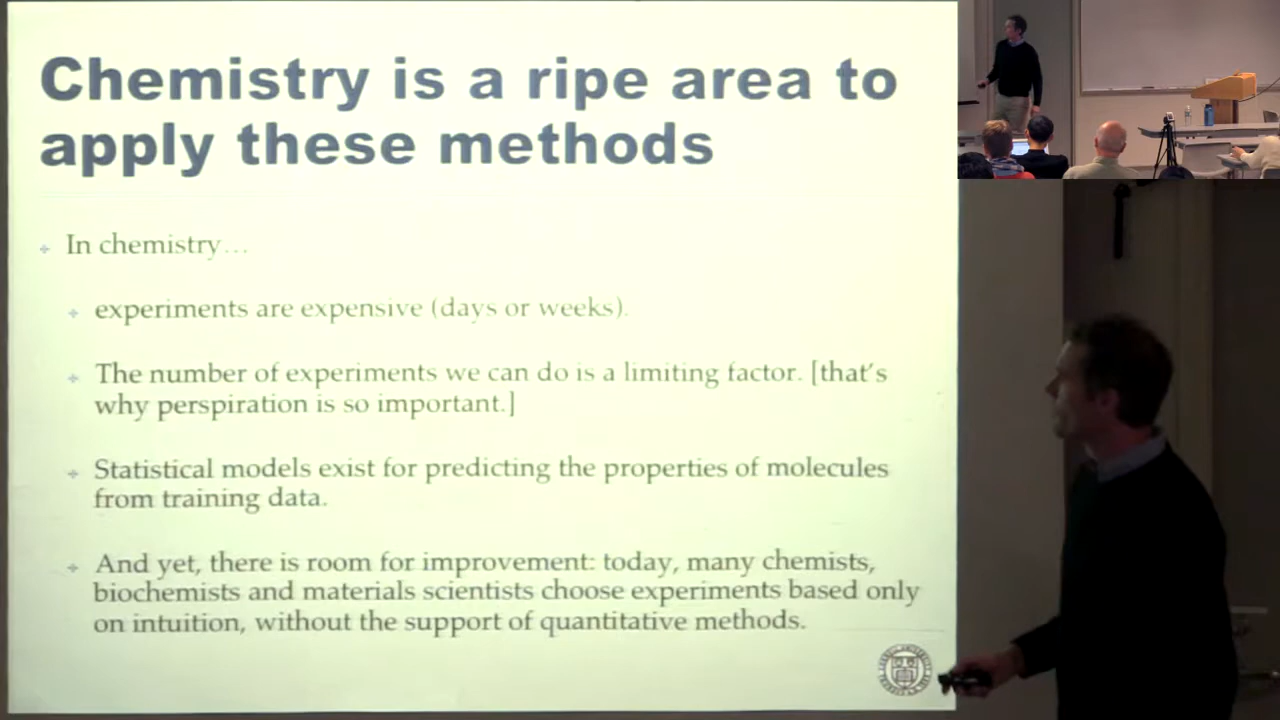 Chemistry is a ripe area to
apply these methods
In chemistry…
experiments are expensive (days or weeks).
The number of experiments we can do is a limiting factor. [that's
why perspiration is so important.]
Statistical models exist for predicting the properties of molecules
from training data.
And yet, there is room for improvement: today, many chemists,
biochemists and materials scientists choose experiments based only
on intuition, without the support of quantitative methods.